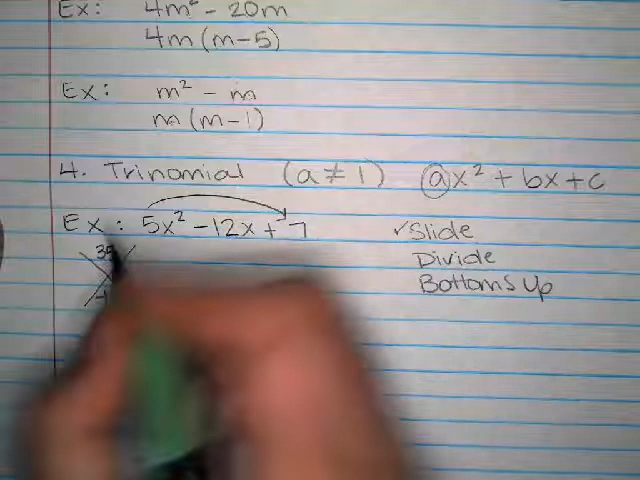 Ex: 4m² - 20m
4m(m-5)
Ex: m² - m
m(m-1)
4. Trinomial (a≠1) ax² + bx + c
Ex: 5x² - 12x + 7
✓Slide
Divide
Bottoms Up